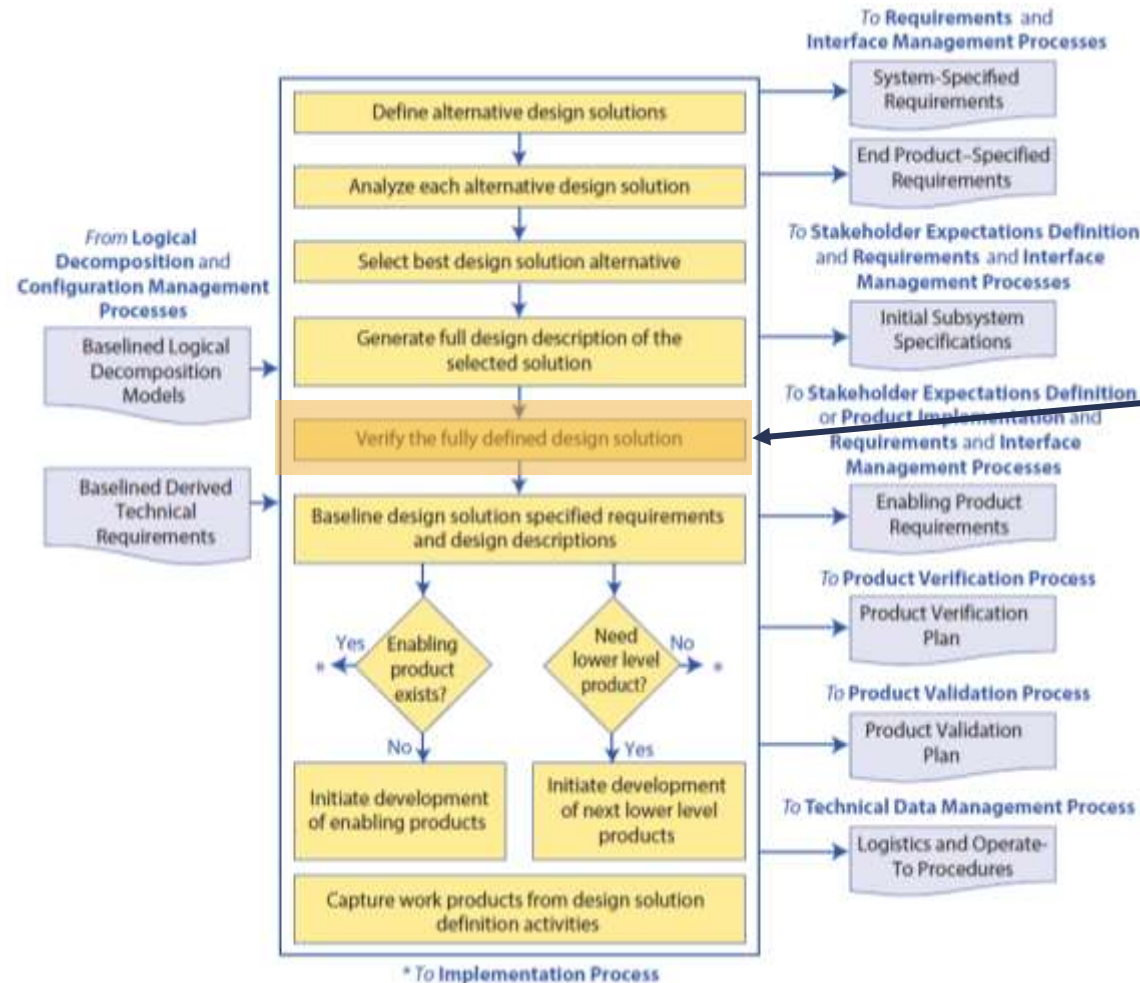 From Logical
Decomposition and
Configuration Management
Processes
Baselined Logical
Decomposition
Models
Baselined Derived
Technical
Requirements
Define alternative design solutions
Analyze each alternative design solution
Select best design solution alternative
Generate full design description of the
selected solution
Verify the fully defined design solution
Baseline design solution specified requirements
and design descriptions
Yes
Enabling
product
exists?
*
No
Need
lower level
product?
No
*
Yes
Initiate development
of enabling products
Initiate development
of next lower level
products
Capture work products from design solution
definition activities
* To Implementation Process
To Requirements and
Interface Management Processes
System-Specified
Requirements
End Product–Specified
Requirements
To Stakeholder Expectations Definition
and Requirements and Interface
Management Processes
Initial Subsystem
Specifications
To Stakeholder Expectations Definition
or Product Implementation and
Requirements and Interface
Management Processes
Enabling Product
Requirements
To Product Verification Process
Product Verification
Plan
To Product Validation Process
Product Validation
Plan
To Technical Data Management Process
Logistics and Operate-
To Procedures